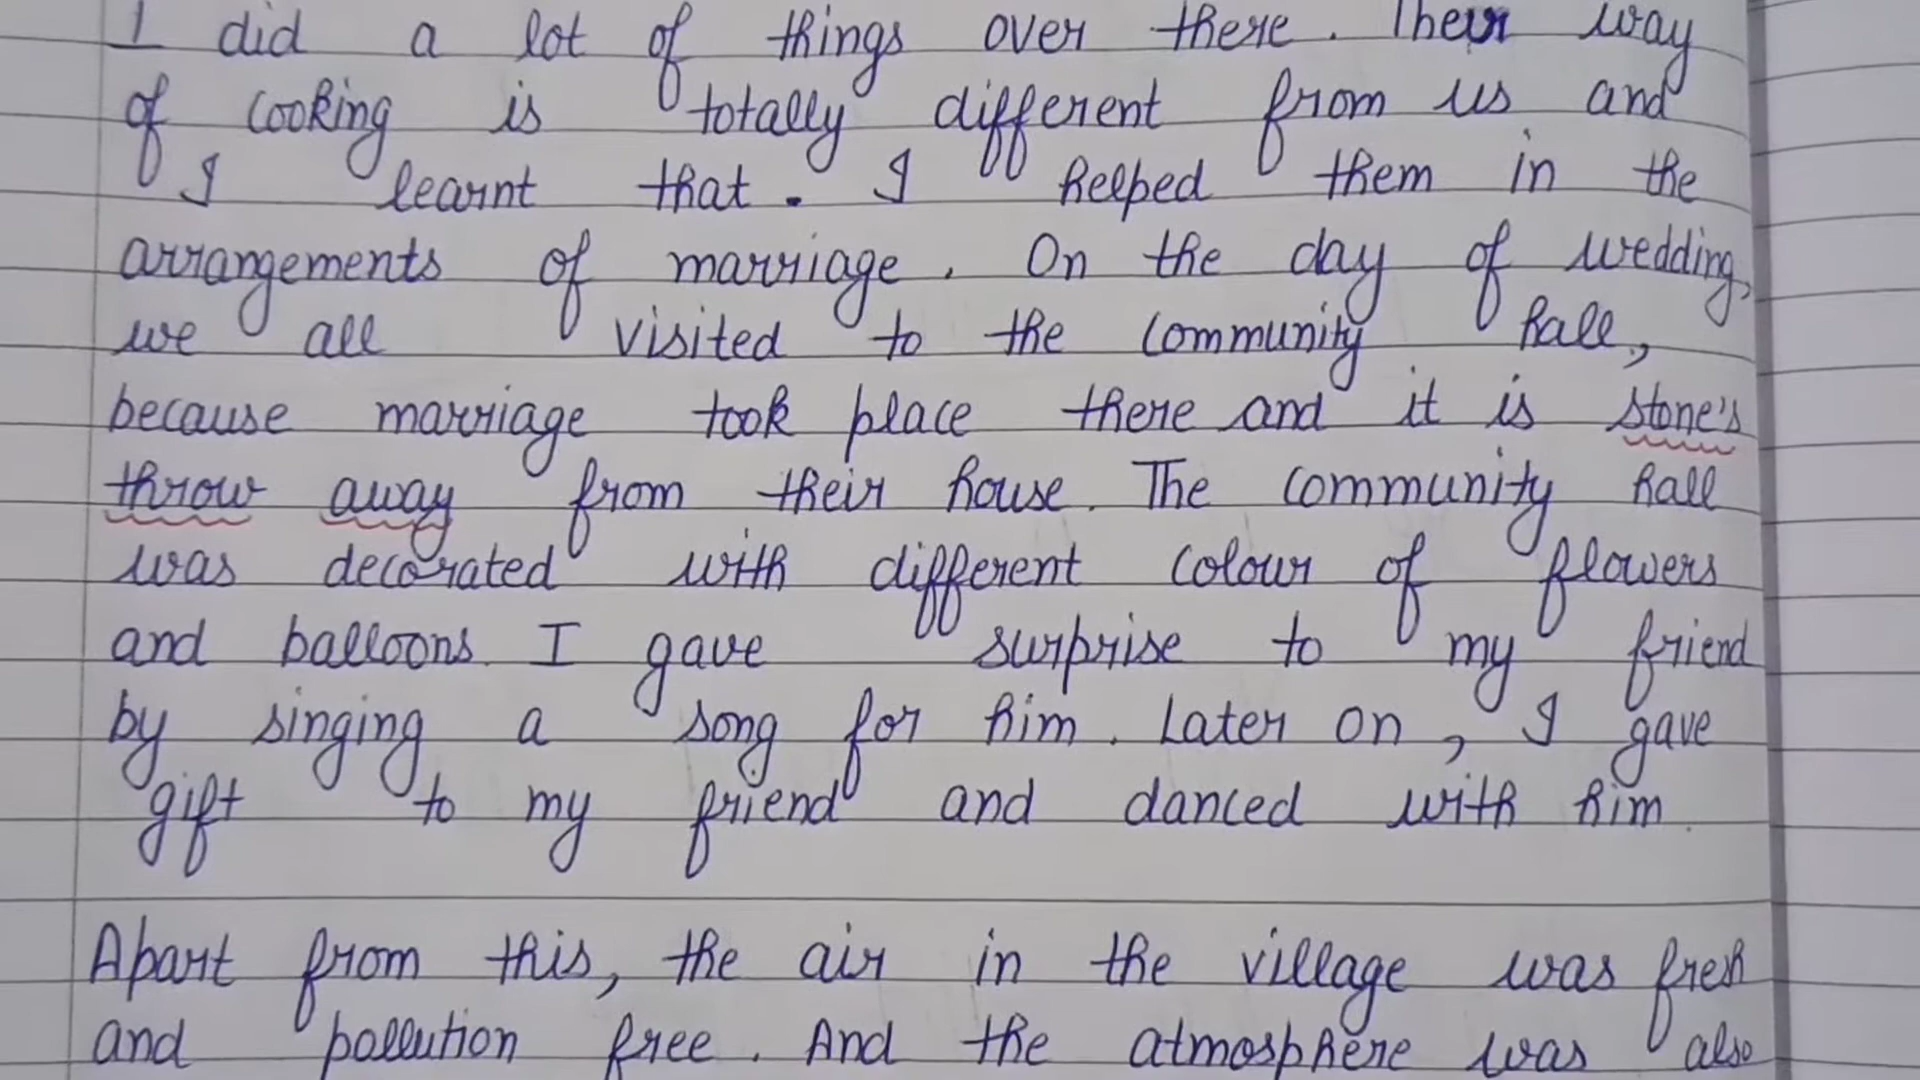 I did a lot of things over there. Their way
of cooking is totally different from us and
I learnt that. I helped them in the
arrangements of marriage. On the day of wedding,
we all visited to the community hall,
because marriage took place there and it is stone's
throw away from their house. The community hall
was decorated with different colour of flowers
and balloons. I gave surprise to my friend
by singing a song for him. Later on, I gave
gift to my friend and danced with him.
Apart from this, the air in the village was fresh
and pollution free. And the atmosphere was also